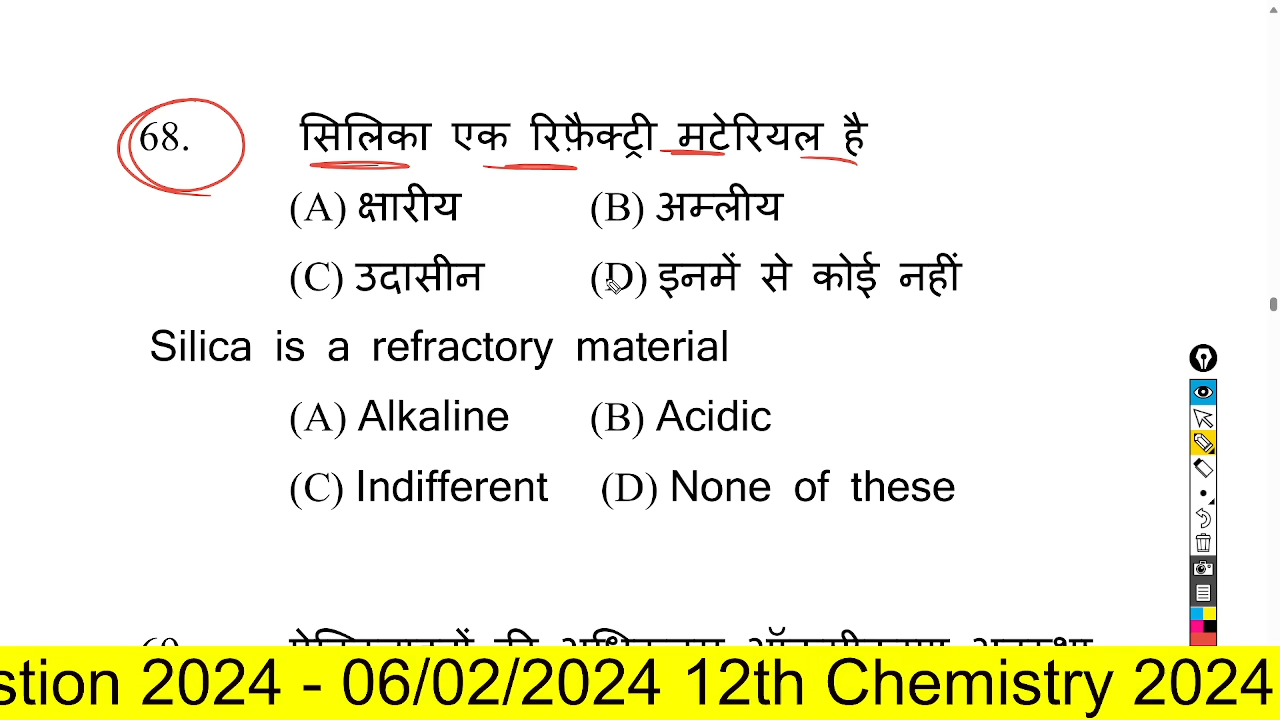 68. सिलिका एक रिफ़ैक्ट्री मटेरियल है
(A) क्षारीय (B) अम्लीय
(C) उदासीन (D) इनमें से कोई नहीं
Silica is a refractory material
(A) Alkaline (B) Acidic
(C) Indifferent (D) None of these
2024 - 06/02/2024 12th Chemistry 2024